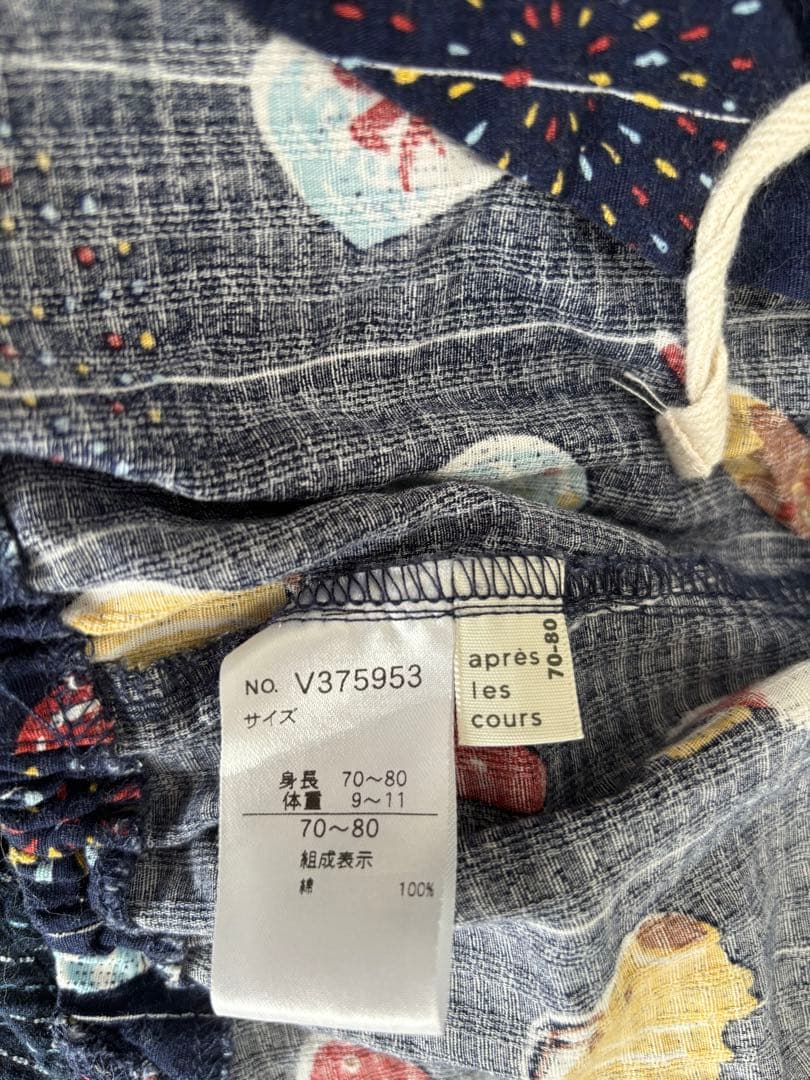 NO. V375953
サイズ
身長 70～80
体重 9～11
70～80
組成表示
綿 100%
après
les
cours
70-80